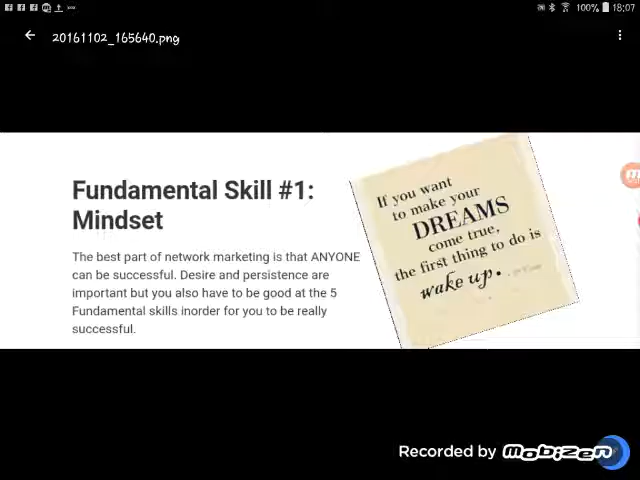 100% 18:07
20161102_165640.png
Fundamental Skill #1:
Mindset
The best part of network marketing is that ANYONE
can be successful. Desire and persistence are
important but you also have to be good at the 5
Fundamental skills inorder for you to be really
successful.
If you want
to make your
DREAMS
come true,
the first thing to do is
wake up.
Recorded by mobizen